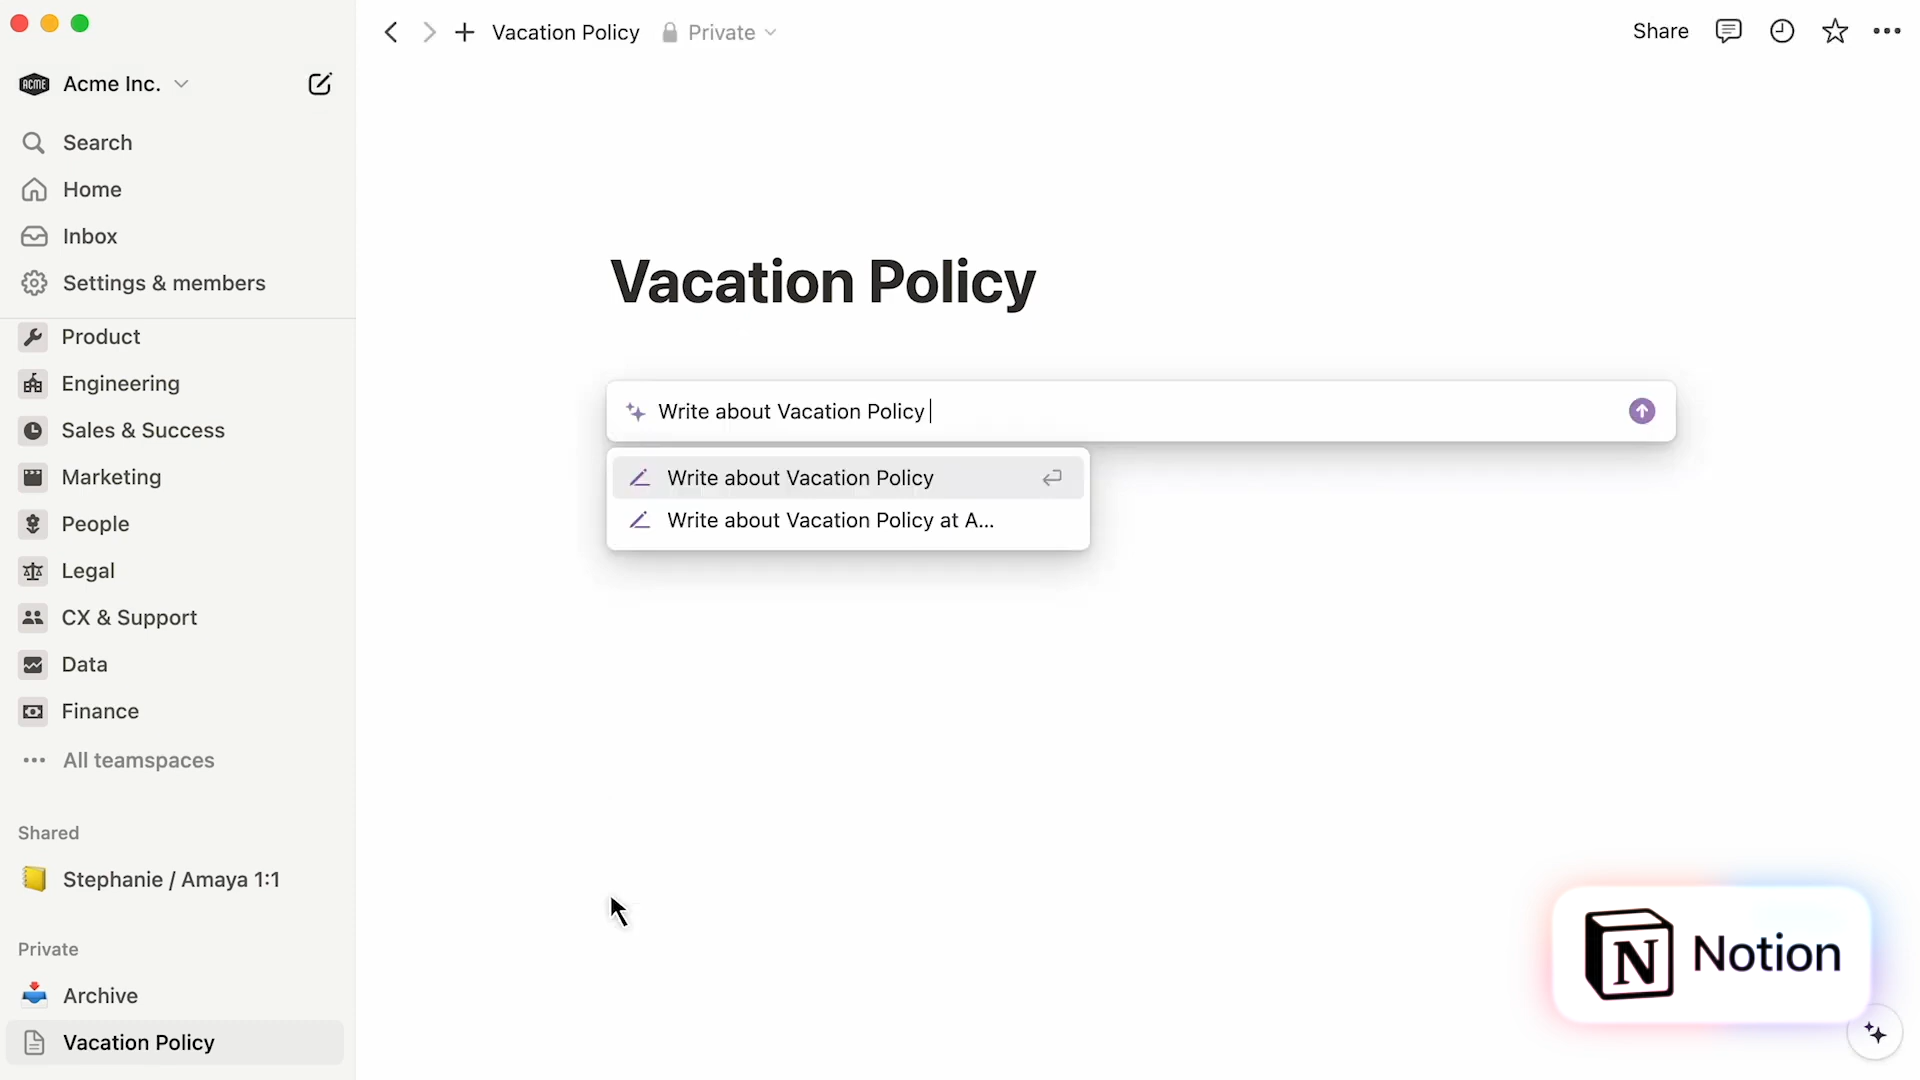 Vacation Policy
Private
Share
ACME
Acme Inc.
Search
Home
Inbox
Settings & members
Product
Engineering
Sales & Success
Marketing
People
Legal
CX & Support
Data
Finance
All teamspaces
Shared
Stephanie / Amaya 1:1
Private
Archive
Vacation Policy
Vacation Policy
Write about Vacation Policy
Write about Vacation Policy
Write about Vacation Policy at A...
N Notion